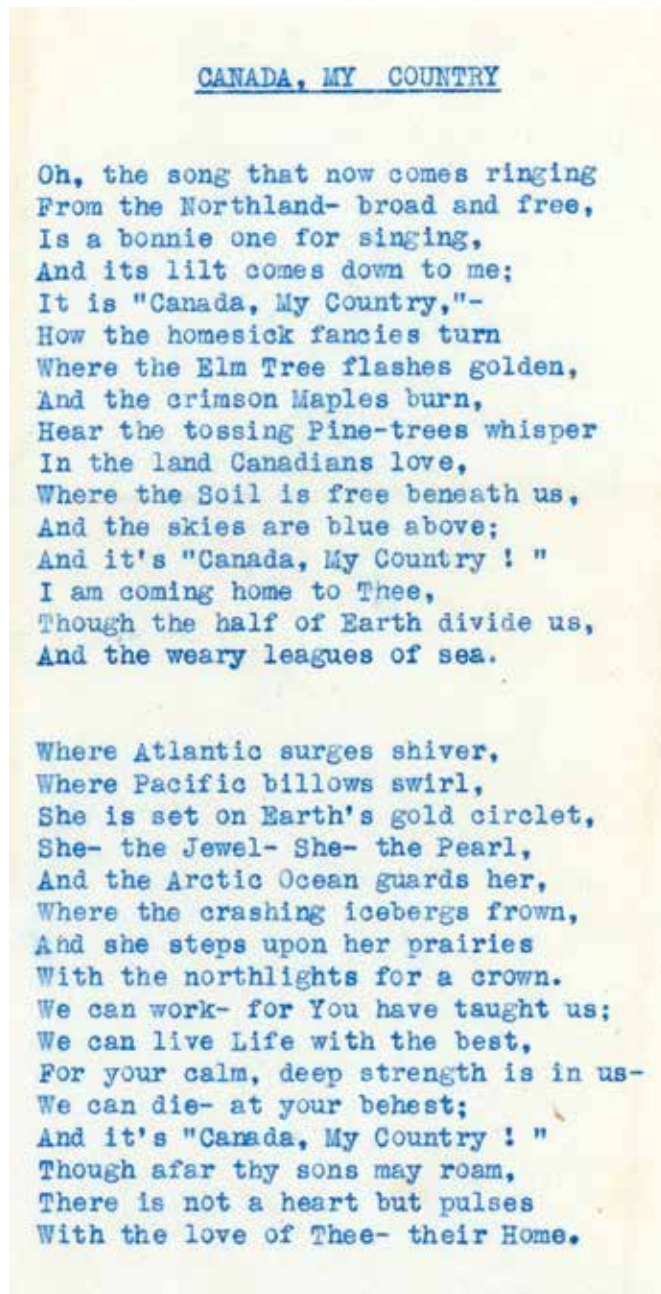 CANADA, MY COUNTRY
Oh, the song that now comes ringing
From the Northland- broad and free,
Is a bonnie one for singing,
And its lilt comes down to me;
It is "Canada, My Country,"-
How the homesick fancies turn
Where the Elm Tree flashes golden,
And the crimson Maples burn,
Hear the tossing Pine-trees whisper
In the land Canadians love,
Where the Soil is free beneath us,
And the skies are blue above;
And it's "Canada, My Country ! "
I am coming home to Thee,
Though the half of Earth divide us,
And the weary leagues of sea.
Where Atlantic surges shiver,
Where Pacific billows swirl,
She is set on Earth's gold circlet,
She- the Jewel- She- the Pearl,
And the Arctic Ocean guards her,
Where the crashing icebergs frown,
And she steps upon her prairies
With the northlights for a crown.
We can work- for You have taught us;
We can live Life with the best,
For your calm, deep strength is in us-
We can die- at your behest;
And it's "Canada, My Country ! "
Though afar thy sons may roam,
There is not a heart but pulses
With the love of Thee- their Home.